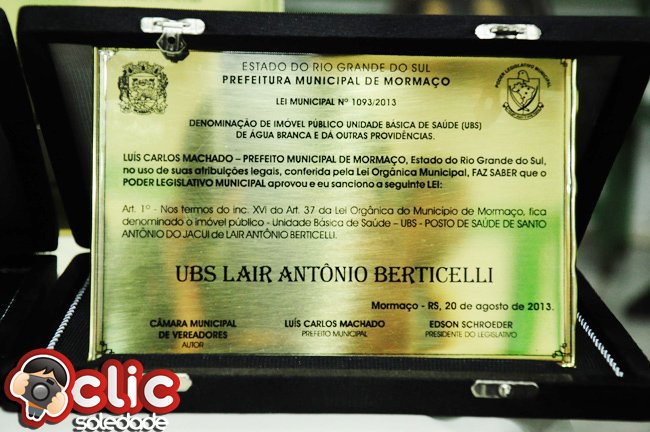 ESTADO DO RIO GRANDE DO SUL
PREFEITURA MUNICIPAL DE MORMAÇO
LEI MUNICIPAL Nº 1093/2013
DENOMINAÇÃO DE IMÓVEL PÚBLICO UNIDADE BÁSICA DE SAÚDE (UBS)
DE ÁGUA BRANCA E DÁ OUTRAS PROVIDÊNCIAS.
LUÍS CARLOS MACHADO – PREFEITO MUNICIPAL DE MORMAÇO, Estado do Rio Grande do Sul,
no uso de suas atribuições legais, conferida pela Lei Orgânica Municipal, FAZ SABER que o
PODER LEGISLATIVO MUNICIPAL aprovou e eu sanciono a seguinte LEI:
Art. 1º - Nos termos do inc. XVI do Art. 37 da Lei Orgânica do Município de Mormaço, fica
denominado o imóvel público - Unidade Básica de Saúde – UBS - POSTO DE SAÚDE DE SANTO
ANTÔNIO DO JACUI de LAIR ANTÔNIO BERTICELLI.
UBS LAIR ANTÔNIO BERTICELLI
Mormaço - RS, 20 de agosto de 2013.
CÂMARA MUNICIPAL
DE VEREADORES
AUTOR
LUÍS CARLOS MACHADO
PREFEITO MUNICIPAL
EDSON SCHROEDER
PRESIDENTE DO LEGISLATIVO
clic
soledade